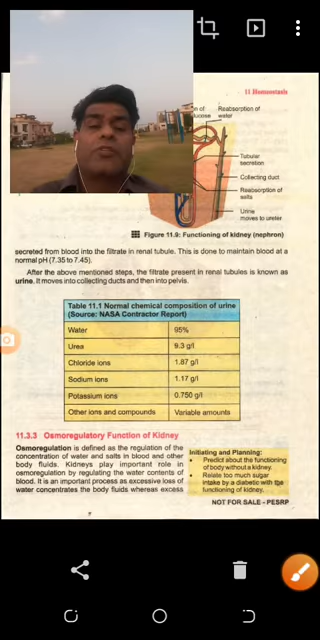 11 Homeostasis
n of
lucose
Reabsorption of
water
Tubular
secretion
Collecting duct
Reabsorption of
salts
Urine
moves to ureter
Figure 11.9: Functioning of kidney (nephron)
secreted from blood into the filtrate in renal tubule. This is done to maintain blood at a
normal pH (7.35 to 7.45).
After the above mentioned steps, the filtrate present in renal tubules is known as
urine. It moves into collecting ducts and then into pelvis.
Table 11.1 Normal chemical composition of urine
(Source: NASA Contractor Report)
Water 95%
Urea 9.3 g/l
Chloride ions 1.87 g/l
Sodium ions 1.17 g/l
Potassium ions 0.750 g/l
Other ions and compounds Variable amounts
11.3.3 Osmoregulatory Function of Kidney
Osmoregulation is defined as the regulation of the
concentration of water and salts in blood and other
body fluids. Kidneys play important role in
osmoregulation by regulating the water contents of
blood. It is an important process as excessive loss of
water concentrates the body fluids whereas excess
Initiating and Planning:
• Predict about the functioning
of body without a kidney.
• Relate too much sugar
intake by a diabetic with the
functioning of kidney.
NOT FOR SALE - PESRP